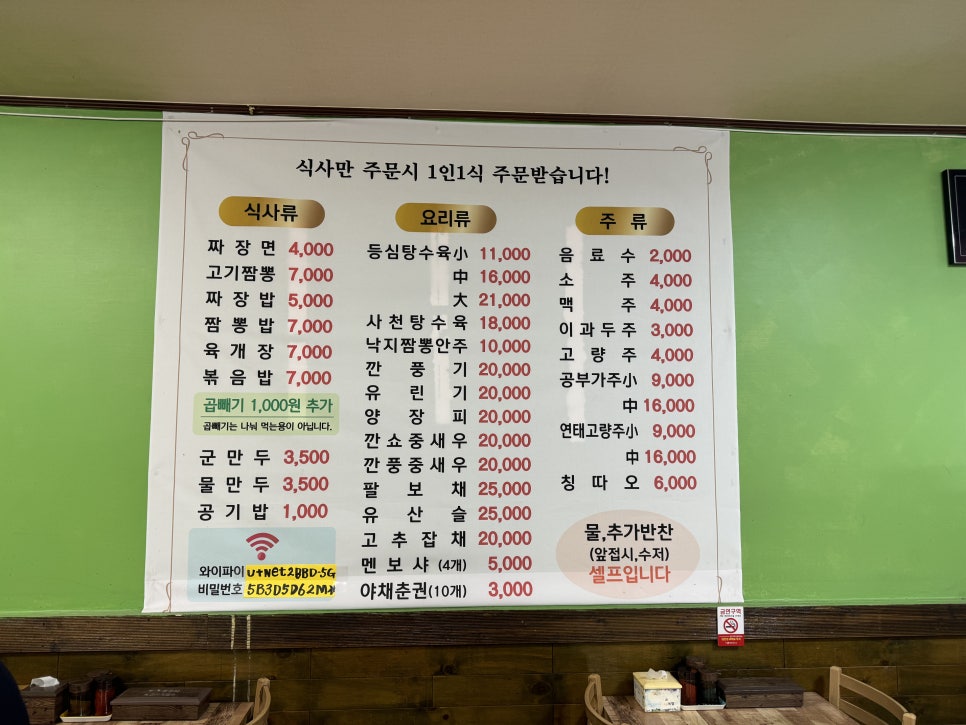 식사만 주문시 1인1식 주문받습니다!
식사류
짜장면 4,000
고기짬뽕 7,000
짜장밥 5,000
짬뽕밥 7,000
육개장 7,000
볶음밥 7,000
곱빼기 1,000원 추가
곱빼기는 나눠 먹는용이 아닙니다.
군만두 3,500
물만두 3,500
공기밥 1,000
와이파이 U+Net2BBD-5G
비밀번호 5B3D5D62M*
요리류
등심탕수육小 11,000
中 16,000
大 21,000
사천탕수육 18,000
낙지짬뽕안주 10,000
깐풍기 20,000
유린기 20,000
양장피 20,000
깐쇼중새우 20,000
깐풍중새우 20,000
팔보채 25,000
유산슬 25,000
고추잡채 20,000
멘보샤 (4개) 5,000
야채춘권(10개) 3,000
주류
음료수 2,000
소주 4,000
맥주 4,000
이과두주 3,000
고량주 4,000
공부가주小 9,000
中 16,000
연태고량주小 9,000
中 16,000
칭따오 6,000
물,추가반찬
(앞접시,수저)
셀프입니다
금연구역